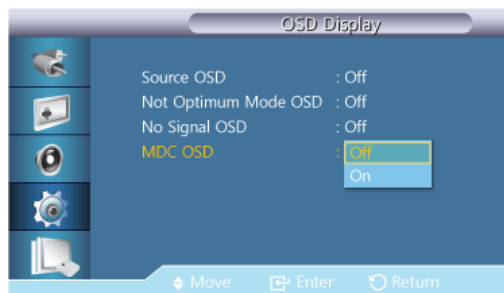 OSD Display
Source OSD : Off
Not Optimum Mode OSD : Off
No Signal OSD : Off
MDC OSD : Off
On
Move Enter Return